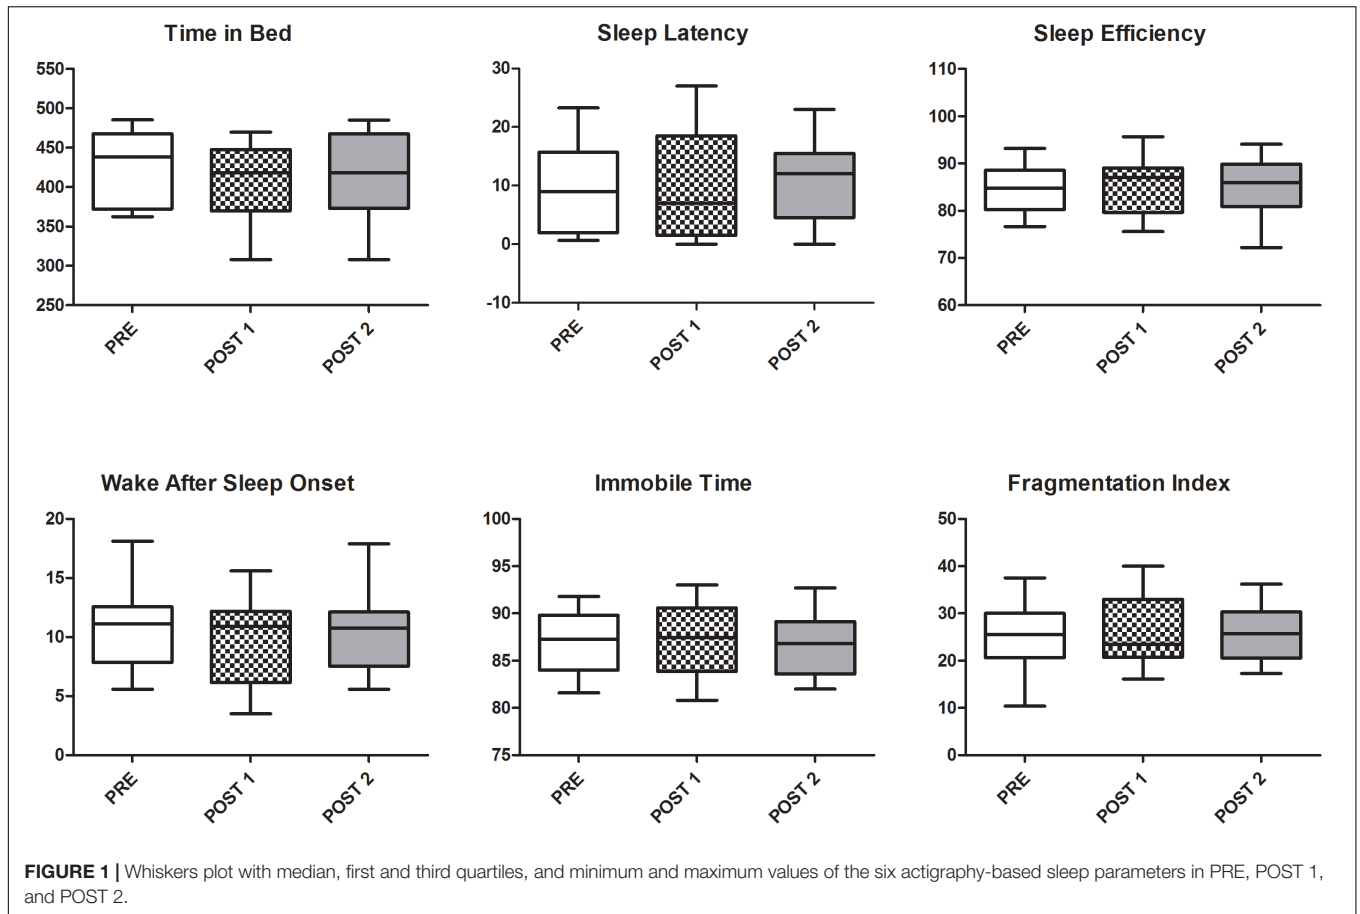 Time in Bed
550
500
450
400
350
300
250
PRE
POST 1
POST 2
Sleep Latency
30
20
10
0
-10
PRE
POST 1
POST 2
Sleep Efficiency
110
100
90
80
70
60
PRE
POST 1
POST 2
Wake After Sleep Onset
20
15
10
5
0
PRE
POST 1
POST 2
Immobile Time
100
95
90
85
80
75
PRE
POST 1
POST 2
Fragmentation Index
50
40
30
20
10
0
PRE
POST 1
POST 2
FIGURE 1 | Whiskers plot with median, first and third quartiles, and minimum and maximum values of the six actigraphy-based sleep parameters in PRE, POST 1,
and POST 2.